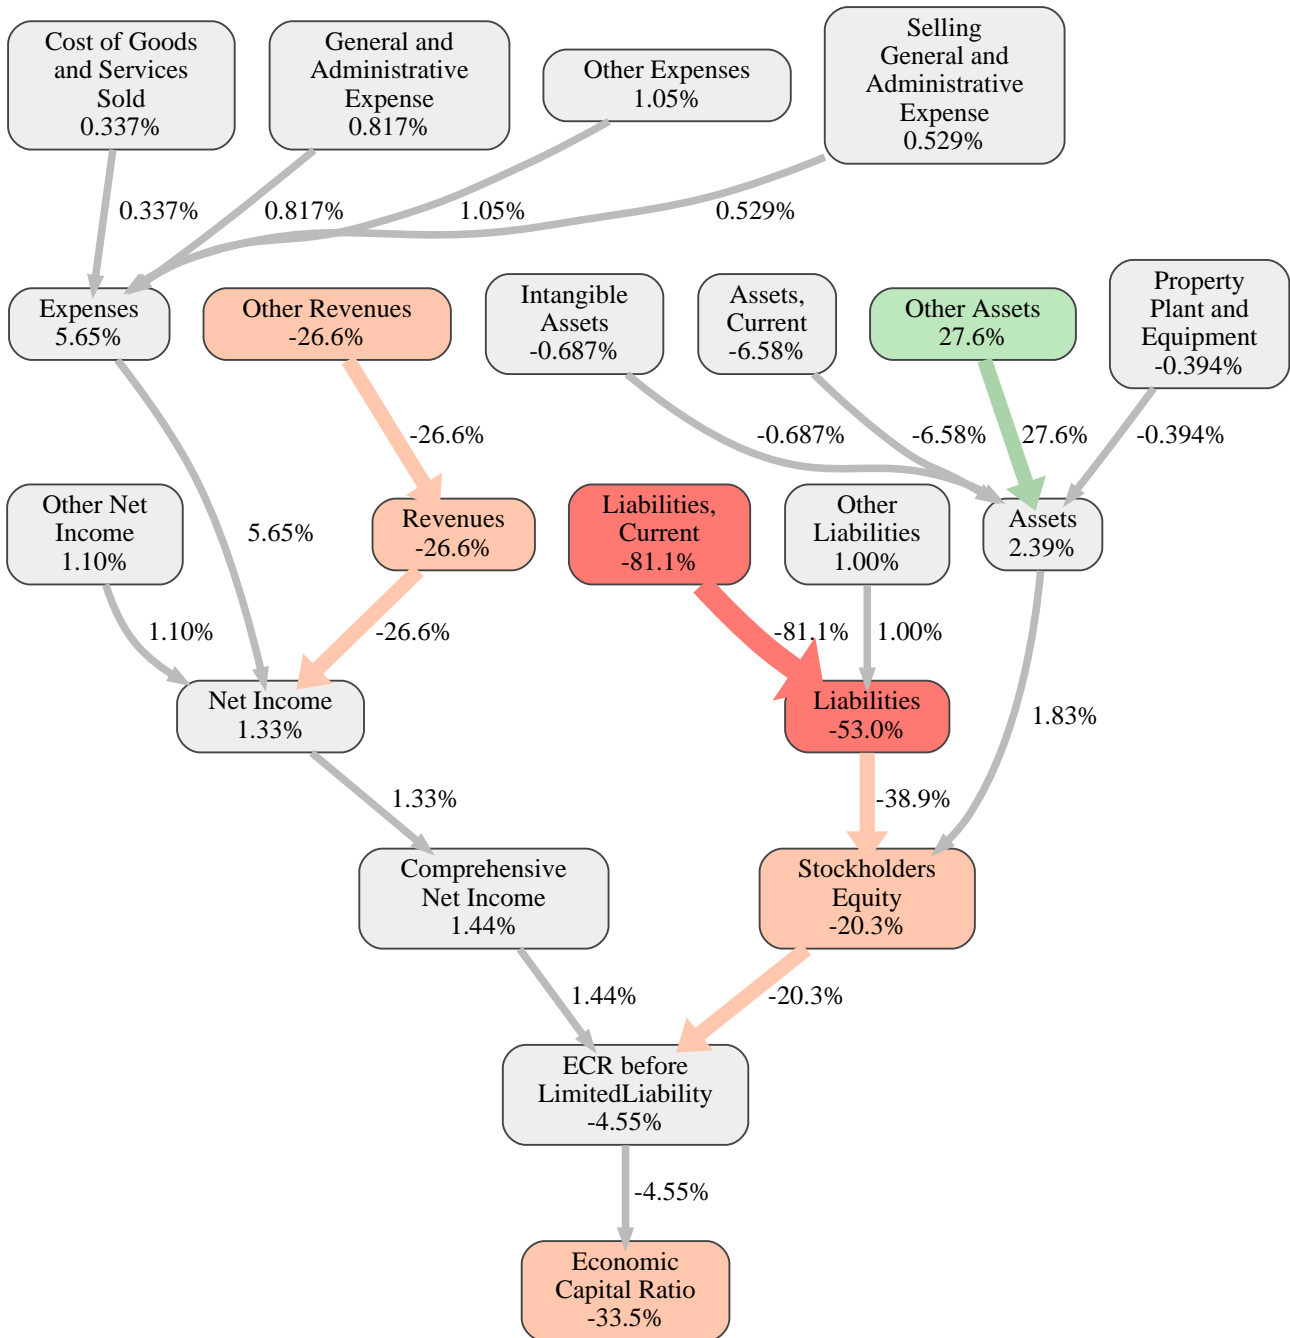 Cost of Goods
and Services
Sold
0.337%
General and
Administrative
Expense
0.817%
Other Expenses
1.05%
Selling
General and
Administrative
Expense
0.529%
0.337%
0.817%
1.05%
0.529%
Expenses
5.65%
Other Revenues
-26.6%
Intangible
Assets
-0.687%
Assets,
Current
-6.58%
Other Assets
27.6%
Property
Plant and
Equipment
-0.394%
-26.6%
-0.687%
-6.58%
27.6%
-0.394%
Other Net
Income
1.10%
5.65%
Revenues
-26.6%
Liabilities,
Current
-81.1%
Other
Liabilities
1.00%
Assets
2.39%
1.10%
-26.6%
-81.1%
1.00%
Net Income
1.33%
Liabilities
-53.0%
1.83%
1.33%
-38.9%
Comprehensive
Net Income
1.44%
Stockholders
Equity
-20.3%
1.44%
-20.3%
ECR before
LimitedLiability
-4.55%
-4.55%
Economic
Capital Ratio
-33.5%